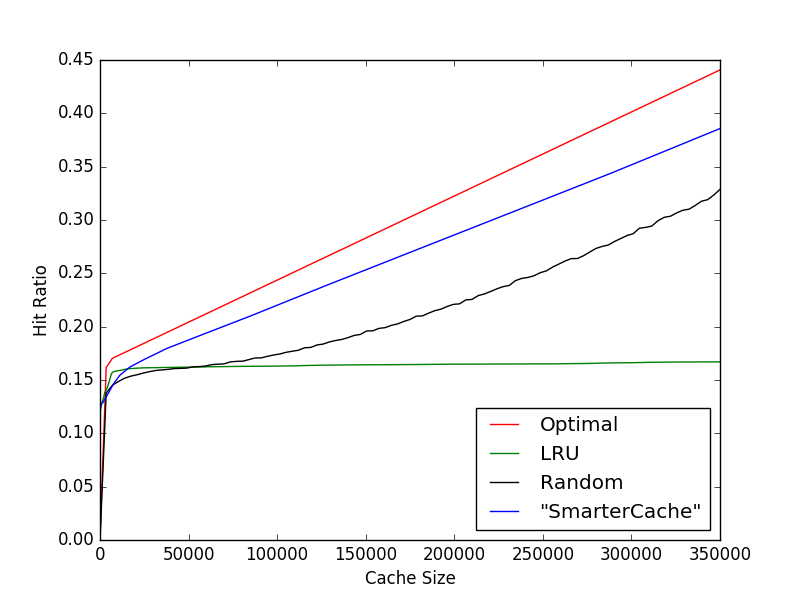 0.45
0.40
0.35
0.30
0.25
0.20
0.15
0.10
0.05
0.00
Hit Ratio
0 50000 100000 150000 200000 250000 300000 350000
Cache Size
Optimal
LRU
Random
"SmarterCache"